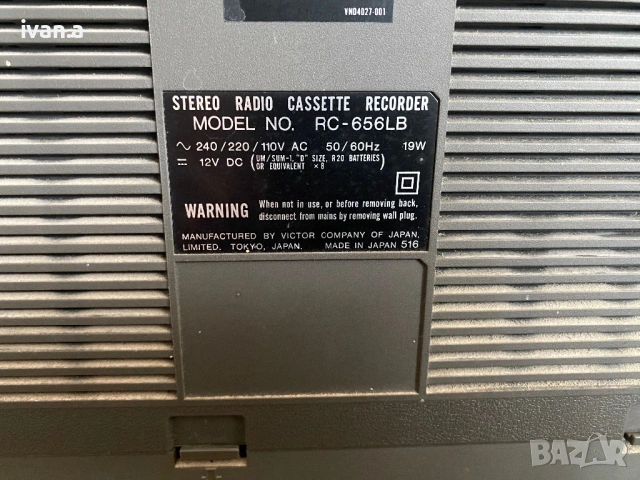 ivan.a
VND4027-001
STEREO RADIO CASSETTE RECORDER
MODEL NO. RC-656LB
~ 240/220/110V AC 50/60Hz 19W
⎓ 12V DC (UM/SUM-1, "D" SIZE, R20 BATTERIES
OR EQUIVALENT ×8)
WARNING When not in use, or before removing back,
disconnect from mains by removing wall plug.
MANUFACTURED BY VICTOR COMPANY OF JAPAN,
LIMITED. TOKYO, JAPAN. MADE IN JAPAN 516
BAZAR